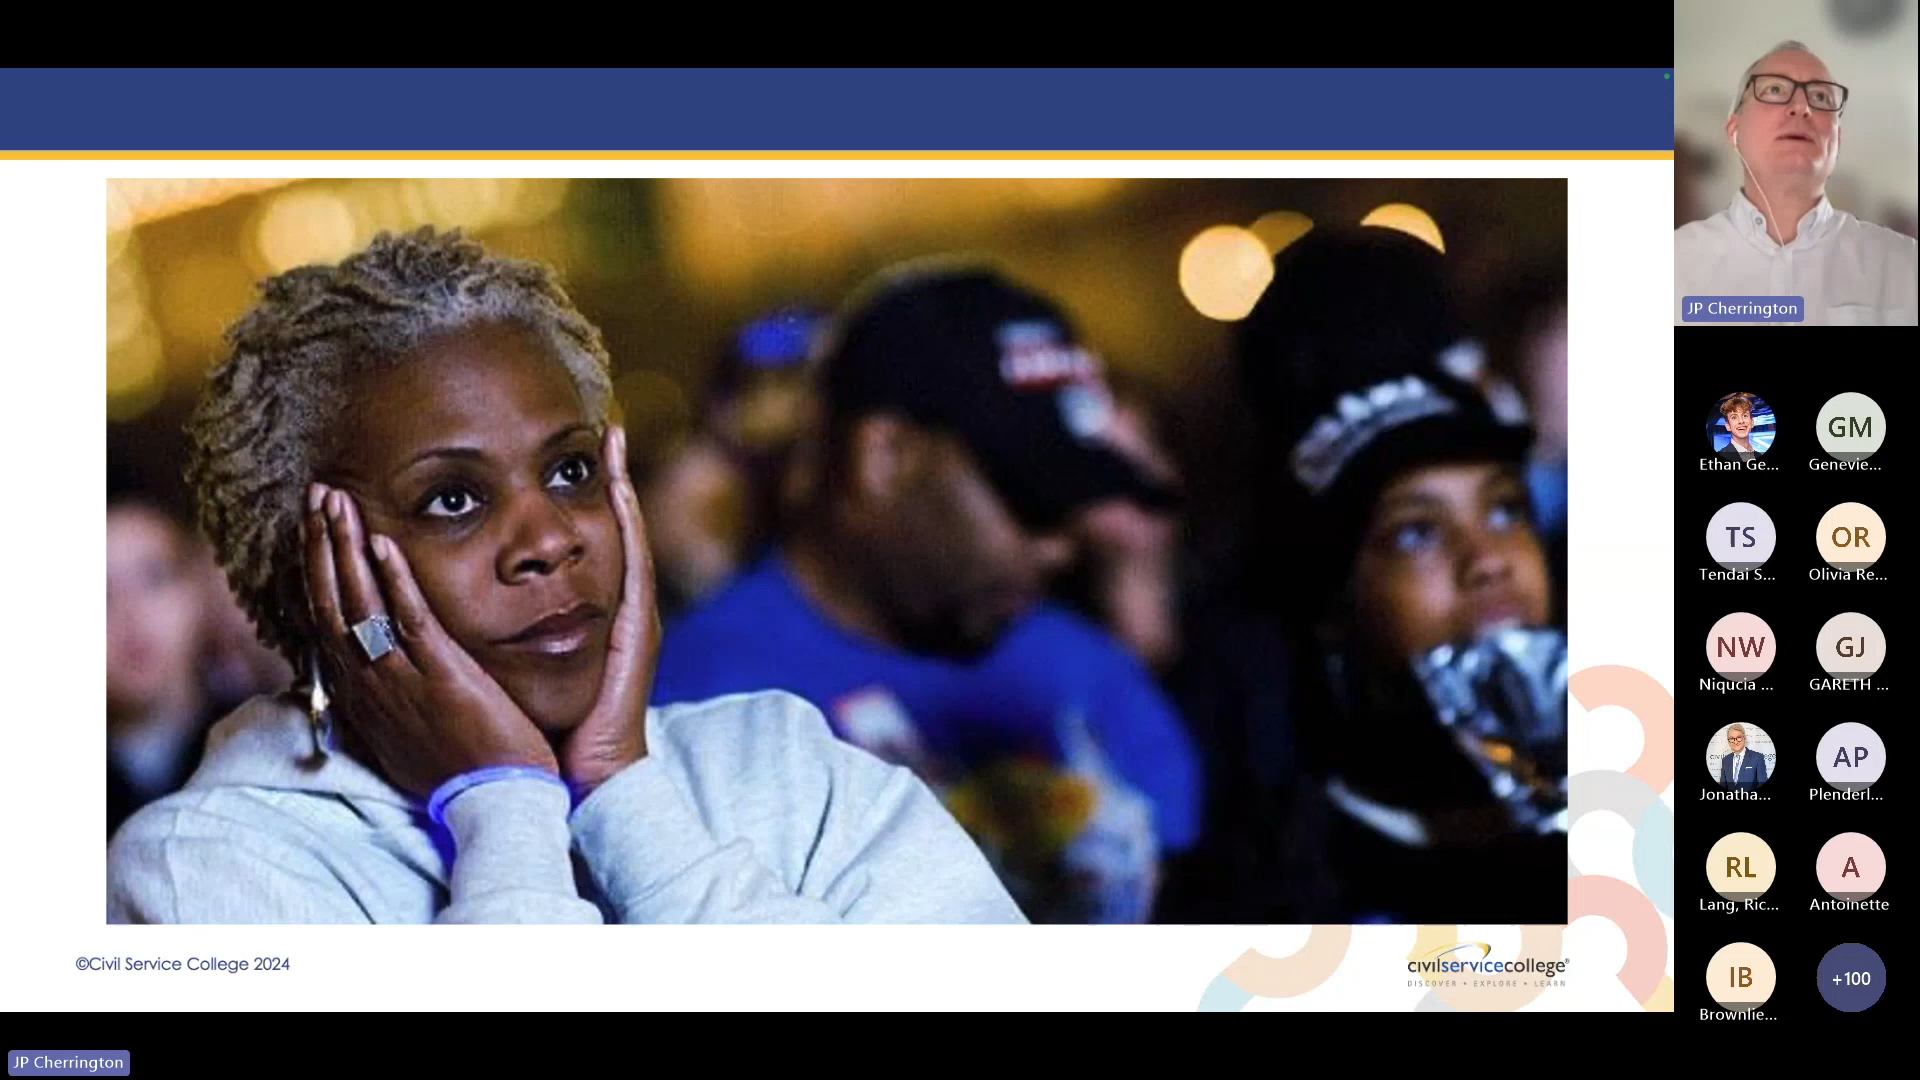 JP Cherrington
GM
Ethan Ge...
Genevie...
TS
OR
Tendai S...
Olivia Re...
NW
GJ
Niqucia ...
GARETH ...
AP
Jonatha...
Plenderl...
RL
A
Lang, Ric...
Antoinette
IB
+100
Brownlie...
©Civil Service College 2024
civilservicecollege®
DISCOVER • EXPLORE • LEARN
JP Cherrington